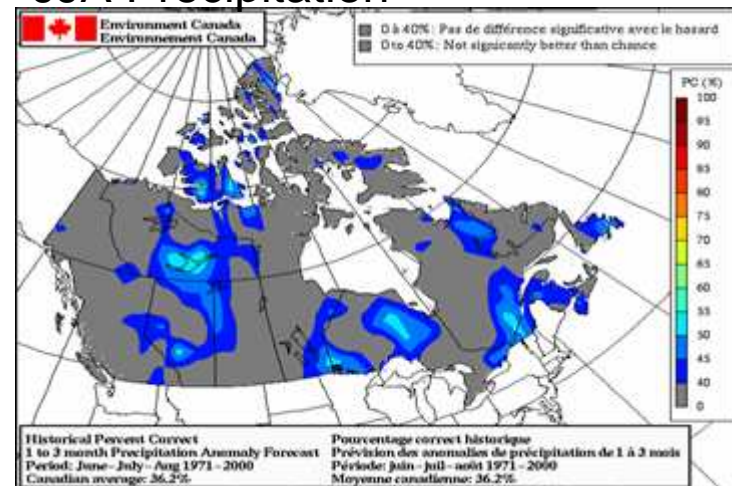 JJA Precipitation
Environment Canada
Environnement Canada
0 à 40%: Pas de différence significative avec le hasard
0 to 40%: Not signicantly better than chance
PC (%)
100
95
90
85
80
75
70
65
60
55
50
45
40
0
Historical Percent Correct
1 to 3 month Precipitation Anomaly Forecast
Period: June-July-Aug 1971-2000
Canadian average: 36.2%
Pourcentage correct historique
Prévision des anomalies de précipitation de 1 à 3 mois
Période: juin-juil-août 1971-2000
Moyenne canadienne: 36.2%